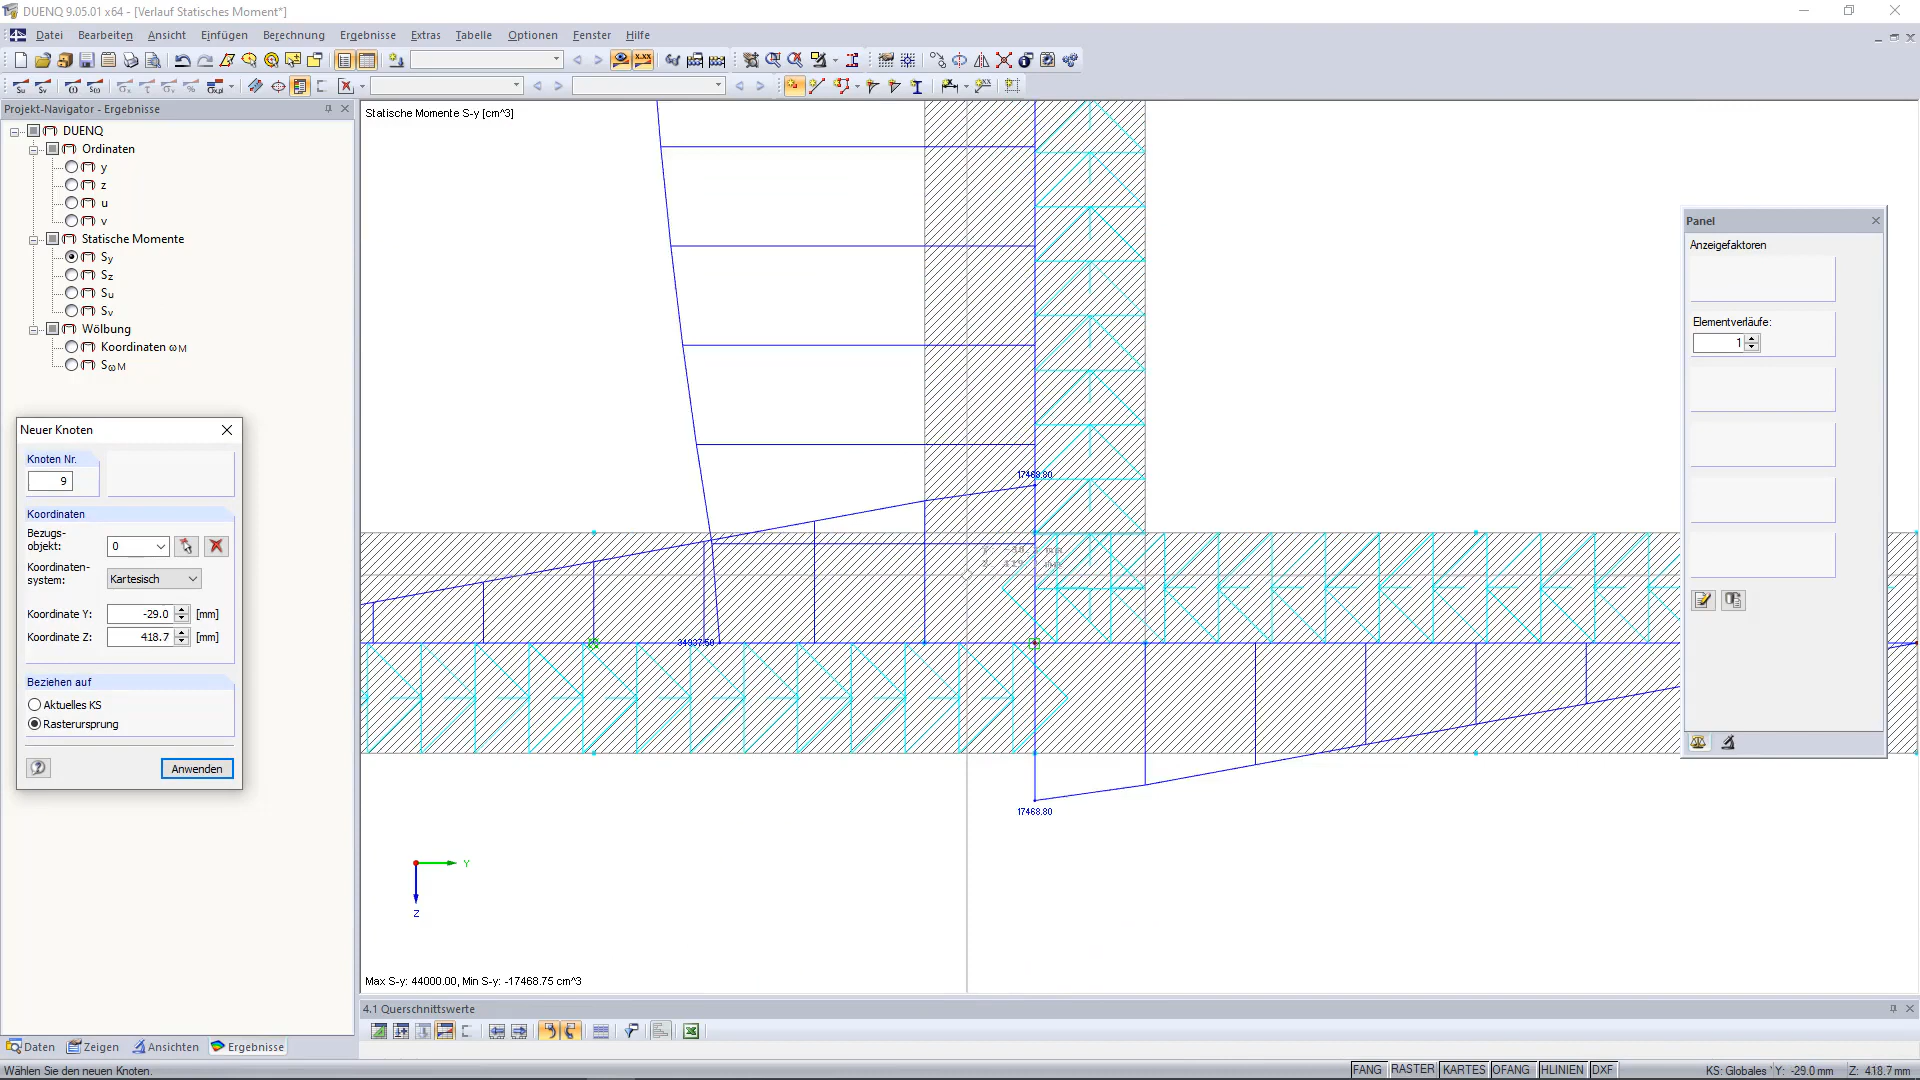 DUENQ 9.05.01 x64 - [Verlauf Statisches Moment*]
Datei Bearbeiten Ansicht Einfügen Berechnung Ergebnisse Extras Tabelle Optionen Fenster Hilfe
Projekt-Navigator - Ergebnisse
DUENQ
Ordinaten
y
z
u
v
Statische Momente
Sy
Sz
Su
Sv
Wölbung
Koordinaten ωM
SωM
Neuer Knoten
Knoten Nr.
9
Koordinaten
Bezugs-
objekt: 0
Koordinaten-
system: Kartesisch
Koordinate Y: -29.0 [mm]
Koordinate Z: 418.7 [mm]
Beziehen auf
Aktuelles KS
Rasterursprung
Anwenden
Statische Momente S-y [cm^3]
17468.80
34937.50
17468.80
Y
Z
Max S-y: 44000.00, Min S-y: -17468.75 cm^3
Panel
Anzeigefaktoren
Elementverläufe:
1
4.1 Querschnittswerte
Daten Zeigen Ansichten Ergebnisse
Wählen Sie den neuen Knoten.
FANG RASTER KARTES OFANG HLINIEN DXF KS: Globales Y: -29.0 mm Z: 418.7 mm